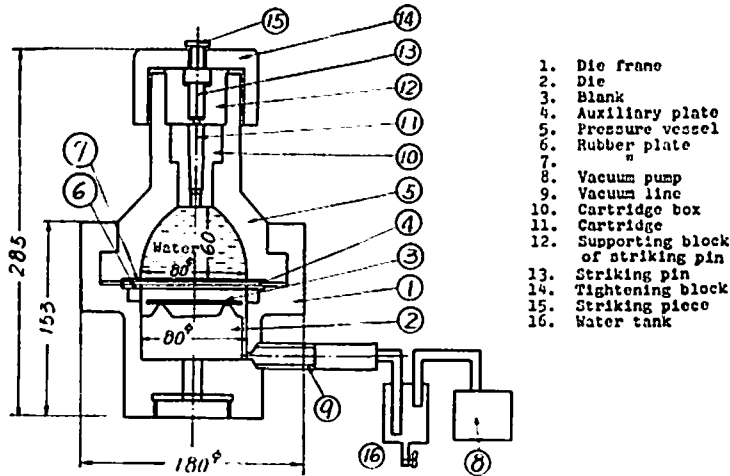 15
14
13
12
11
10
7
6
5
4
3
1
2
9
16
8
285
153
Water
60
80φ
80φ
180φ
1. Die frame
2. Die
3. Blank
4. Auxiliary plate
5. Pressure vessel
6. Rubber plate
7. "
8. Vacuum pump
9. Vacuum line
10. Cartridge box
11. Cartridge
12. Supporting block
of striking pin
13. Striking pin
14. Tightening block
15. Striking piece
16. Water tank